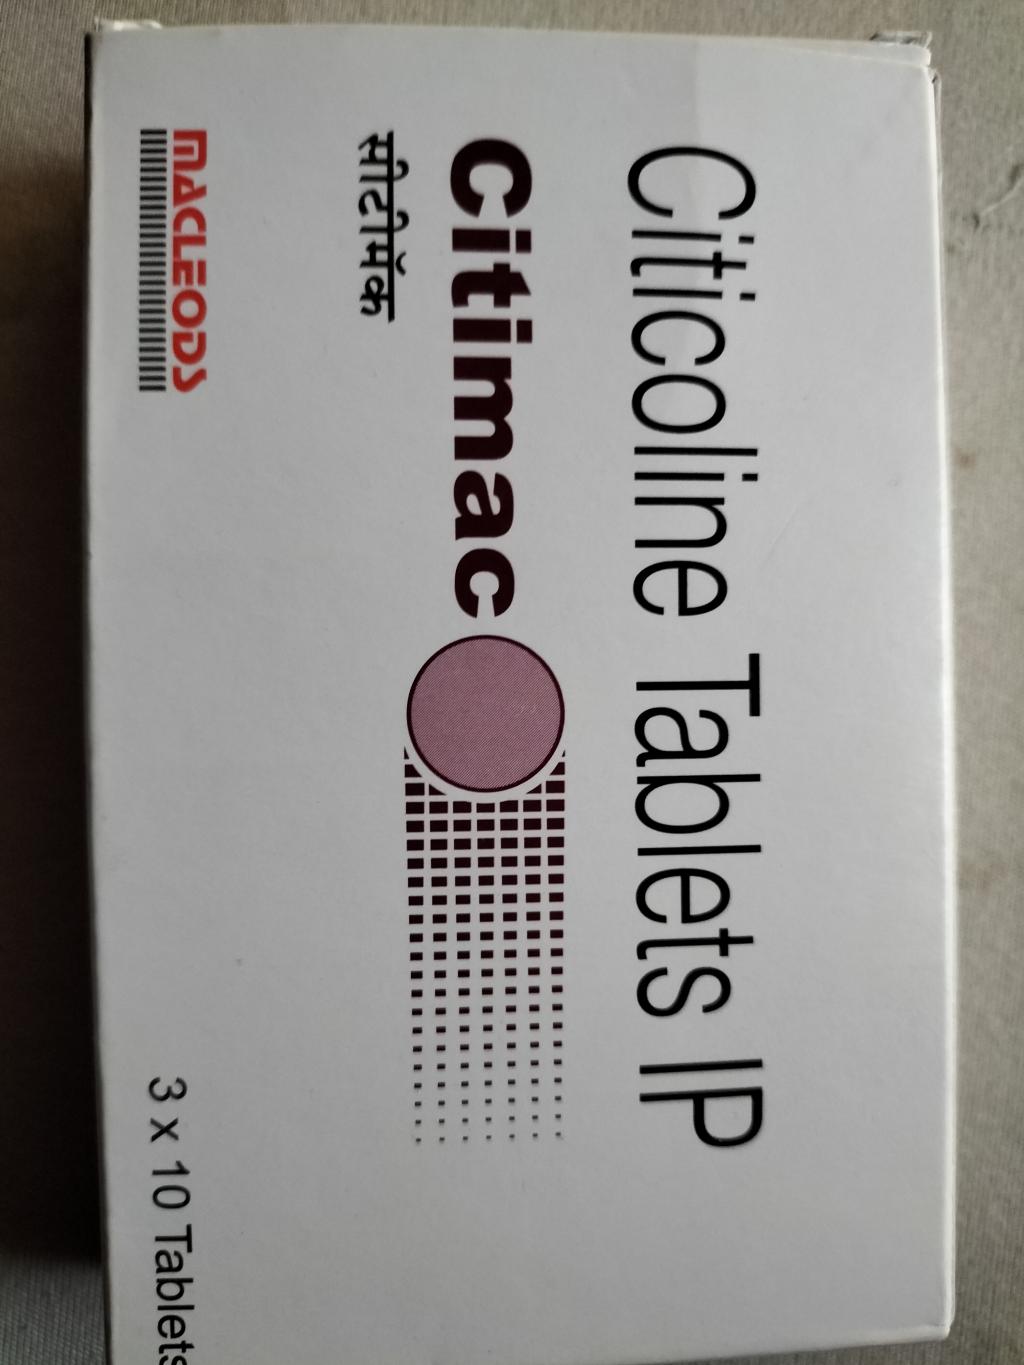 Citicoline Tablets IP
Citimac
सीटीमॅक
MACLEODS
3 x 10 Tablets